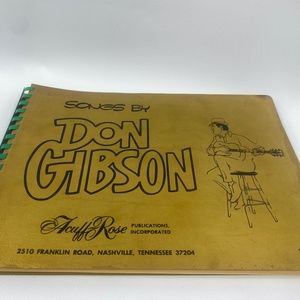 SONGS BY
DON
GIBSON
Acuff-Rose PUBLICATIONS,
INCORPORATED
2510 FRANKLIN ROAD, NASHVILLE, TENNESSEE 37204